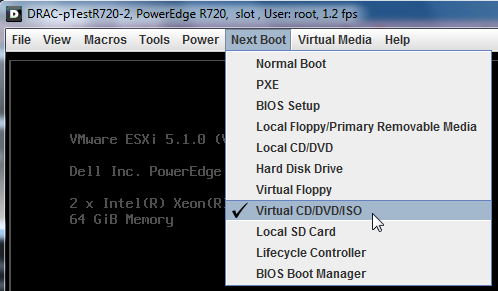 DRAC-pTestR720-2, PowerEdge R720, slot , User: root, 1.2 fps
File View Macros Tools Power Next Boot Virtual Media Help
Normal Boot
PXE
BIOS Setup
Local Floppy/Primary Removable Media
Local CD/DVD
Hard Disk Drive
Virtual Floppy
Virtual CD/DVD/ISO
Local SD Card
Lifecycle Controller
BIOS Boot Manager
VMware ESXi 5.1.0 (V
Dell Inc. PowerEdge
2 x Intel(R) Xeon(R
64 GiB Memory